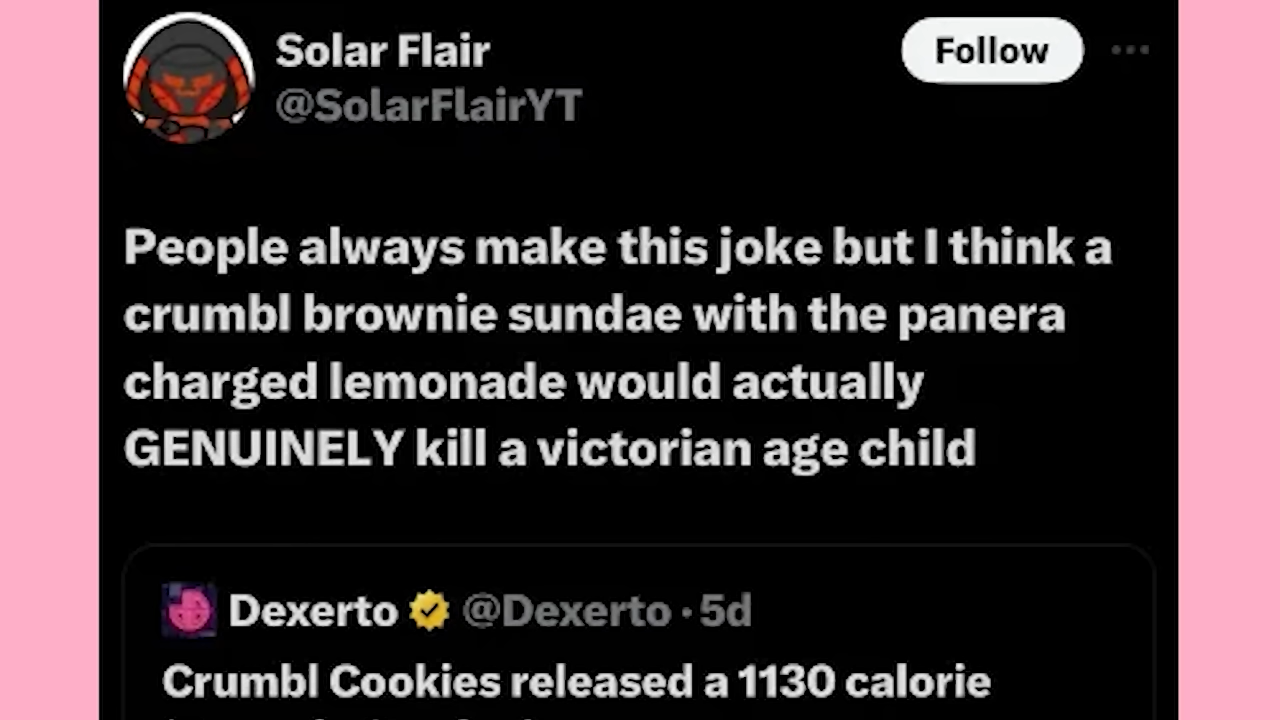 Solar Flair
Follow
@SolarFlairYT
People always make this joke but I think a
crumbl brownie sundae with the panera
charged lemonade would actually
GENUINELY kill a victorian age child
Dexerto @Dexerto · 5d
Crumbl Cookies released a 1130 calorie